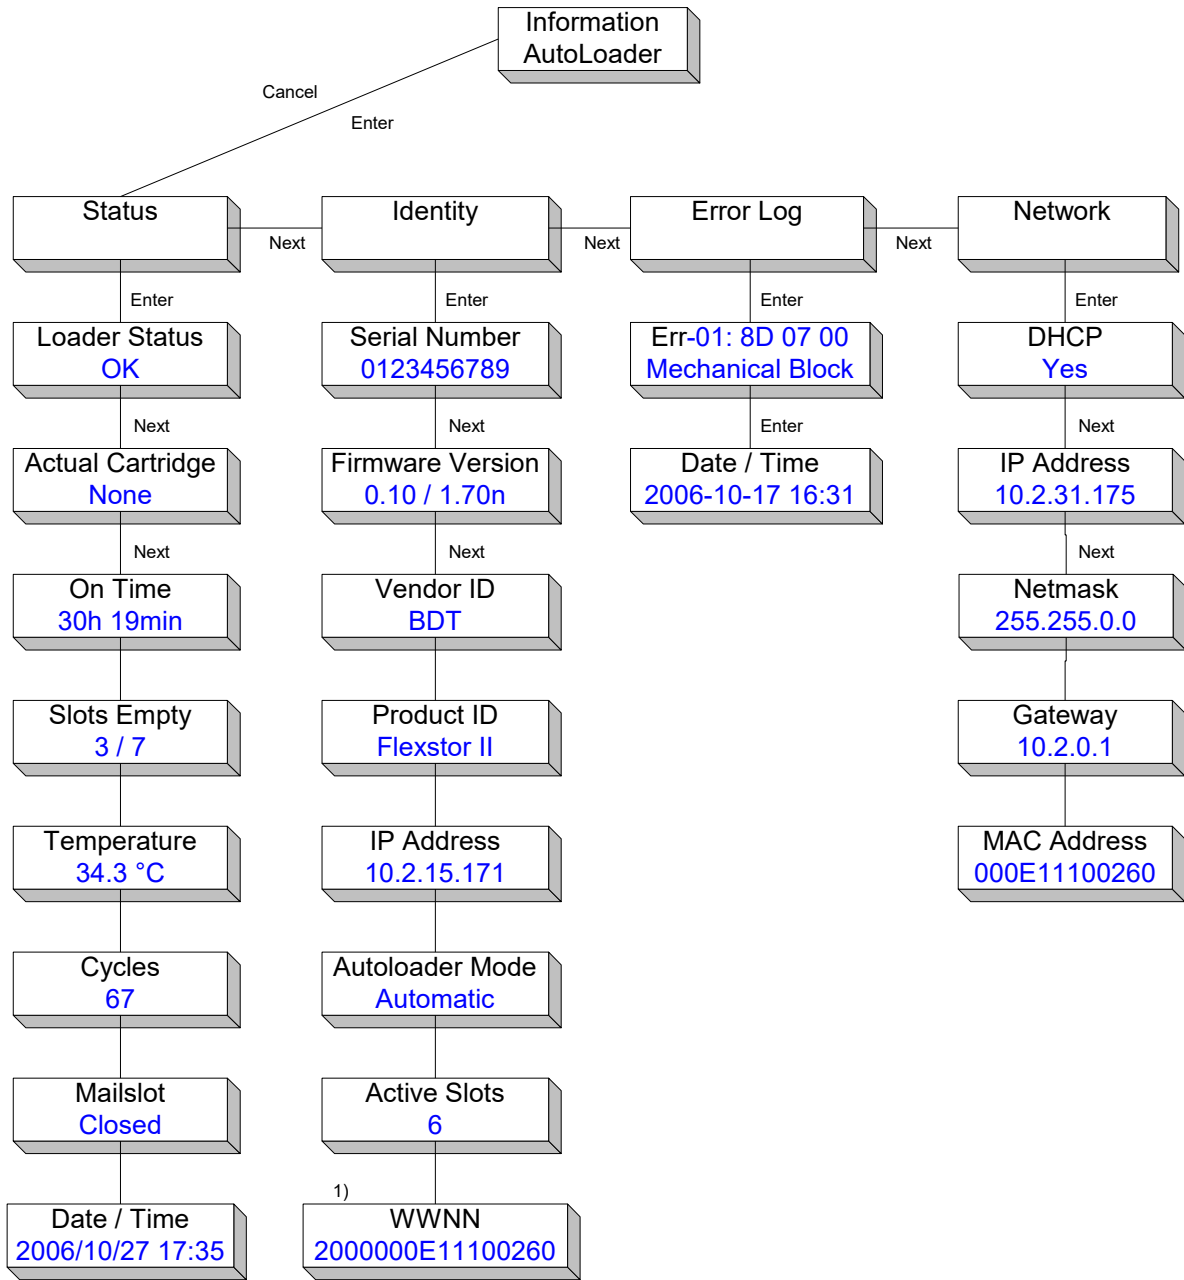 Information
AutoLoader
Cancel
Enter
Status
Next
Identity
Next
Error Log
Next
Network
Enter
Loader Status
OK
Next
Actual Cartridge
None
Next
On Time
30h 19min
Slots Empty
3 / 7
Temperature
34.3 °C
Cycles
67
Mailslot
Closed
Date / Time
2006/10/27 17:35
Enter
Serial Number
0123456789
Next
Firmware Version
0.10 / 1.70n
Next
Vendor ID
BDT
Product ID
Flexstor II
IP Address
10.2.15.171
Autoloader Mode
Automatic
Active Slots
6
1)
WWNN
2000000E11100260
Enter
Err-01: 8D 07 00
Mechanical Block
Enter
Date / Time
2006-10-17 16:31
Enter
DHCP
Yes
Next
IP Address
10.2.31.175
Next
Netmask
255.255.0.0
Gateway
10.2.0.1
MAC Address
000E11100260